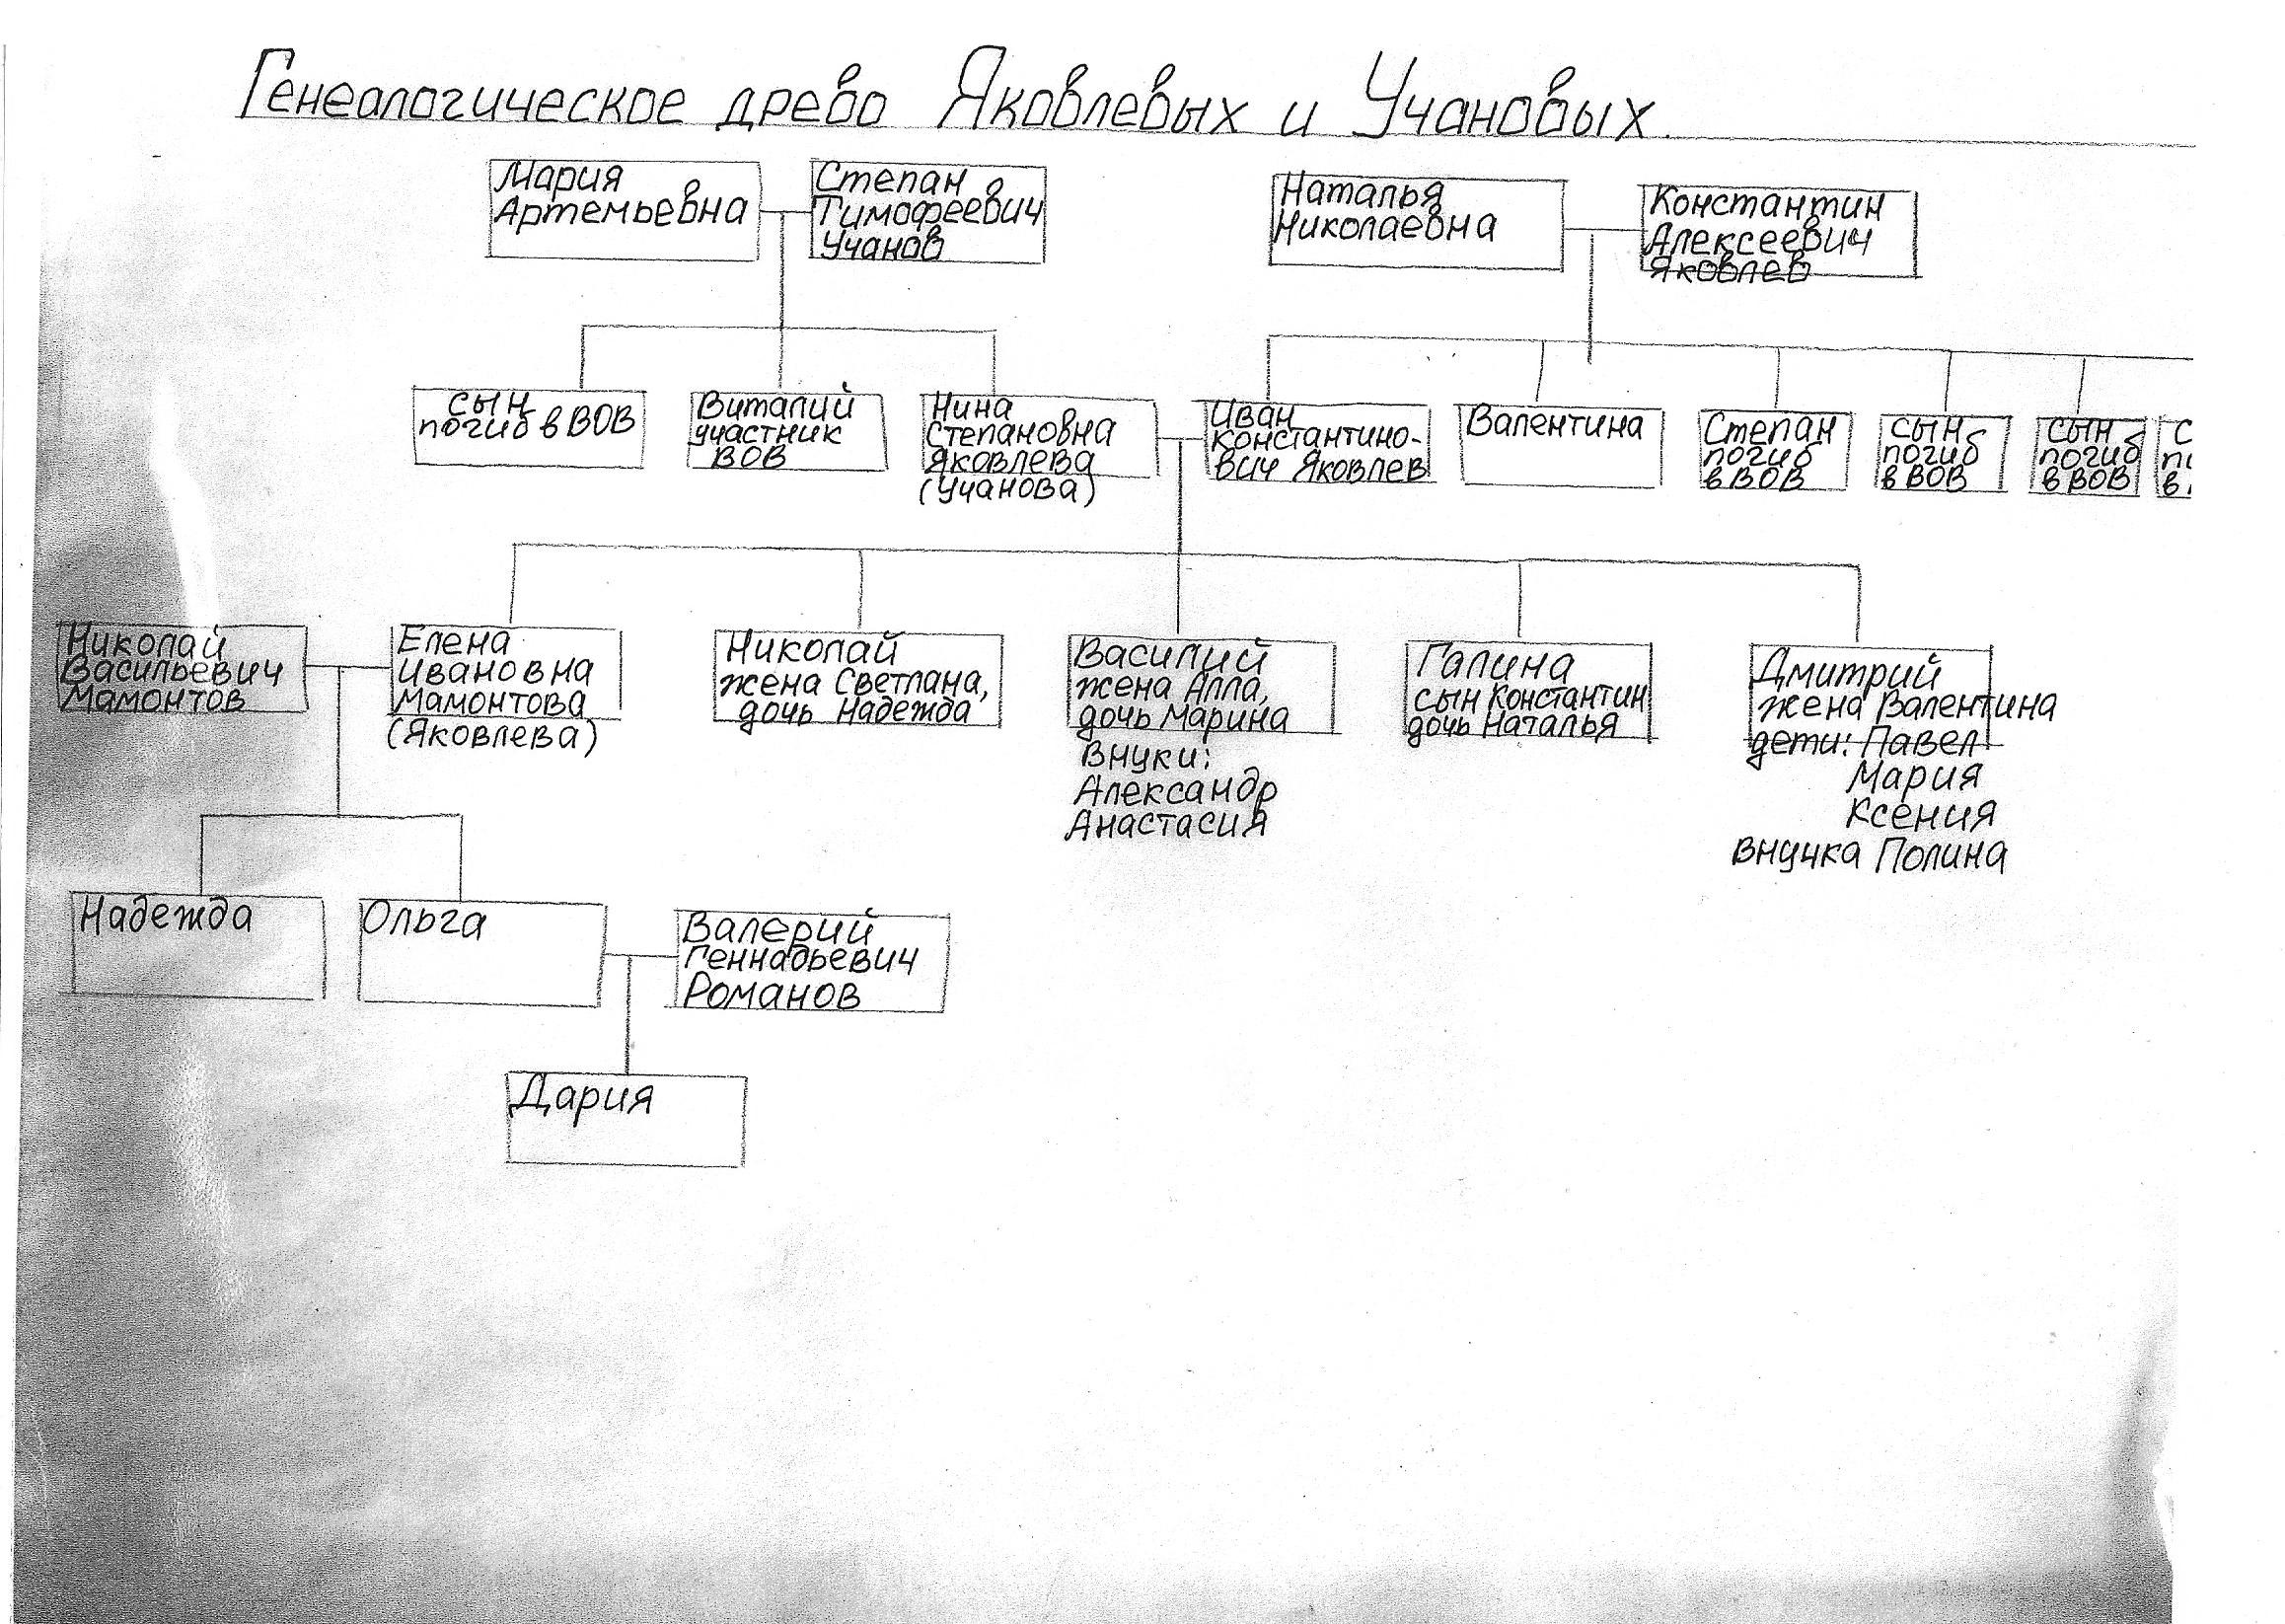 Генеалогическое древо Яковлевых и Учановых.
Мария
Артемьевна
Степан
Тимофеевич
Учанов
Наталья
Николаевна
Константин
Алексеевич
Яковлев
сын
погиб в ВОВ
Виталий
участник
ВОВ
Нина
Степановна
Яковлева
(Учанова)
Иван
Константино-
вич Яковлев
Валентина
Степан
погиб
в ВОВ
сын
погиб
в ВОВ
сын
погиб
в ВОВ
Николай
Васильевич
Мамонтов
Елена
Ивановна
Мамонтова
(Яковлева)
Николай
жена Светлана,
дочь Надежда
Василий
жена Алла,
дочь Марина
Внуки:
Александр
Анастасия
Галина
сын Константин
дочь Наталья
Дмитрий
жена Валентина
дети: Павел
Мария
Ксения
Внучка Полина
Надежда
Ольга
Валерий
Геннадьевич
Романов
Дария